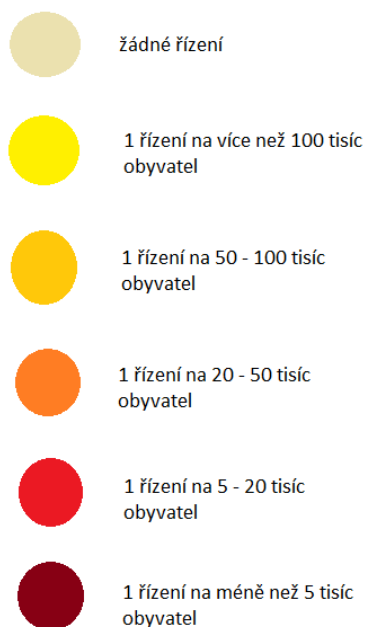 žádné řízení
1 řízení na více než 100 tisíc
obyvatel
1 řízení na 50 - 100 tisíc
obyvatel
1 řízení na 20 - 50 tisíc
obyvatel
1 řízení na 5 - 20 tisíc
obyvatel
1 řízení na méně než 5 tisíc
obyvatel